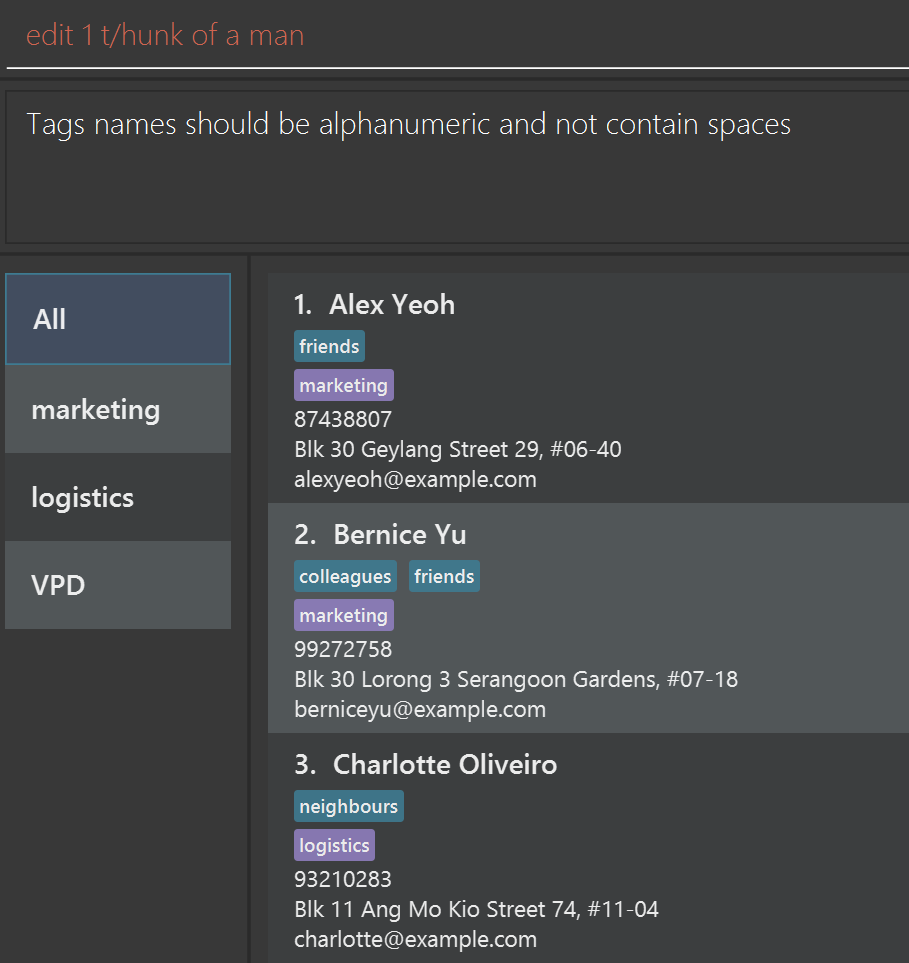 edit 1 t/hunk of a man
Tags names should be alphanumeric and not contain spaces
All
marketing
logistics
VPD
1. Alex Yeoh
friends
marketing
87438807
Blk 30 Geylang Street 29, #06-40
alexyeoh@example.com
2. Bernice Yu
colleagues friends
marketing
99272758
Blk 30 Lorong 3 Serangoon Gardens, #07-18
berniceyu@example.com
3. Charlotte Oliveiro
neighbours
logistics
93210283
Blk 11 Ang Mo Kio Street 74, #11-04
charlotte@example.com